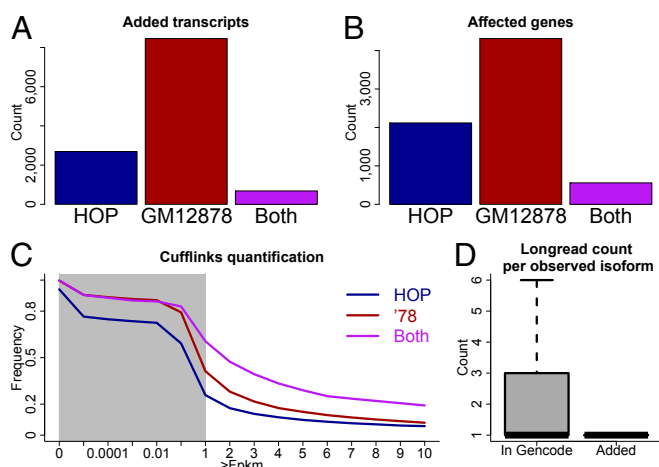 A
Added transcripts
Count
2,000
6,000
HOP
GM12878
Both
B
Affected genes
Count
0
1,000
3,000
HOP
GM12878
Both
C
Cufflinks quantification
Frequency
0
0.2
0.5
0.8
HOP
'78
Both
0
0.0001
0.01
1
2
3
4
5
6
7
8
9
10
>Fpkm
D
Longread count
per observed isoform
Count
1
2
3
4
5
6
In Gencode
Added
0